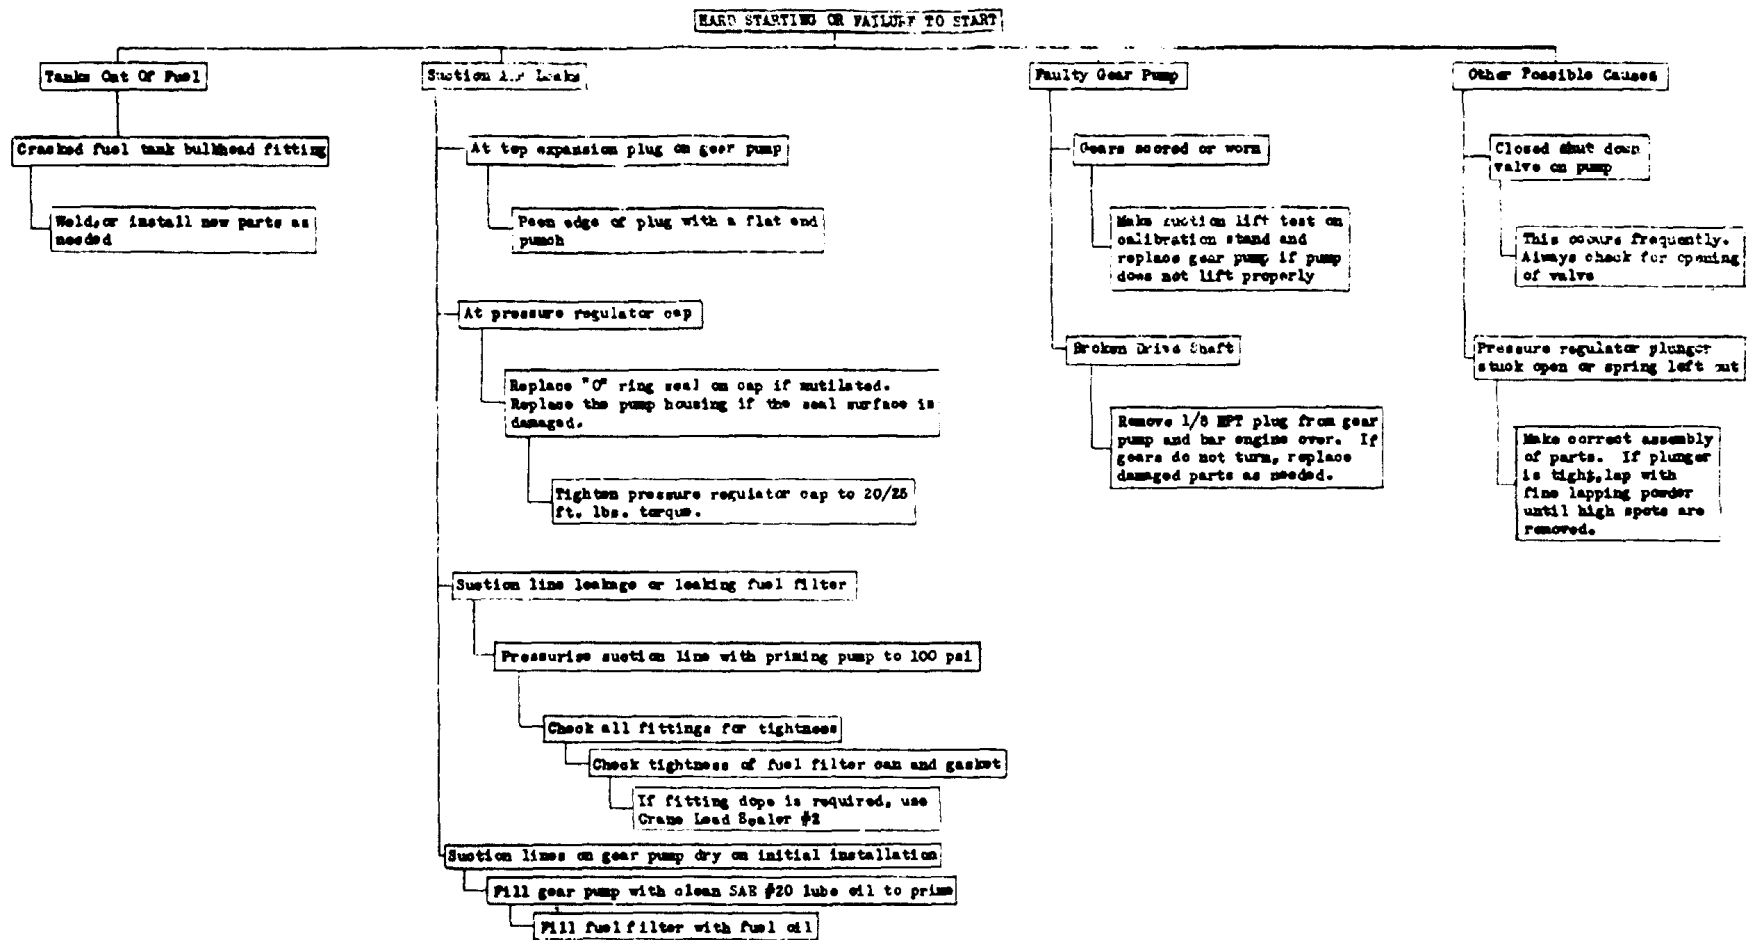 HARD STARTING OR FAILURE TO START
Tanks Out Of Fuel
Cracked fuel tank bulkhead fitting
Weld,or install new parts as
needed
Suction Air Leaks
At top expansion plug on gear pump
Peen edge of plug with a flat end
punch
At pressure regulator cap
Replace "O" ring seal on cap if mutilated.
Replace the pump housing if the seal surface is
damaged.
Tighten pressure regulator cap to 20/25
ft. lbs. torque.
Suction line leakage or leaking fuel filter
Pressurize suction line with priming pump to 100 psi
Check all fittings for tightness
Check tightness of fuel filter can and gasket
If fitting dope is required, use
Crane Lead Sealer #2
Suction lines on gear pump dry on initial installation
Fill gear pump with clean SAE #20 lube oil to prime
Fill fuel filter with fuel oil
Faulty Gear Pump
Gears scored or worn
Make suction lift test on
calibration stand and
replace gear pump if pump
does not lift properly
Broken Drive Shaft
Remove 1/8 NPT plug from gear
pump and bar engine over. If
gears do not turn, replace
damaged parts as needed.
Other Possible Causes
Closed shut down
valve on pump
This occurs frequently.
Always check for opening
of valve
Pressure regulator plunger
stuck open or spring left out
Make correct assembly
of parts. If plunger
is tight,lap with
fine lapping powder
until high spots are
removed.